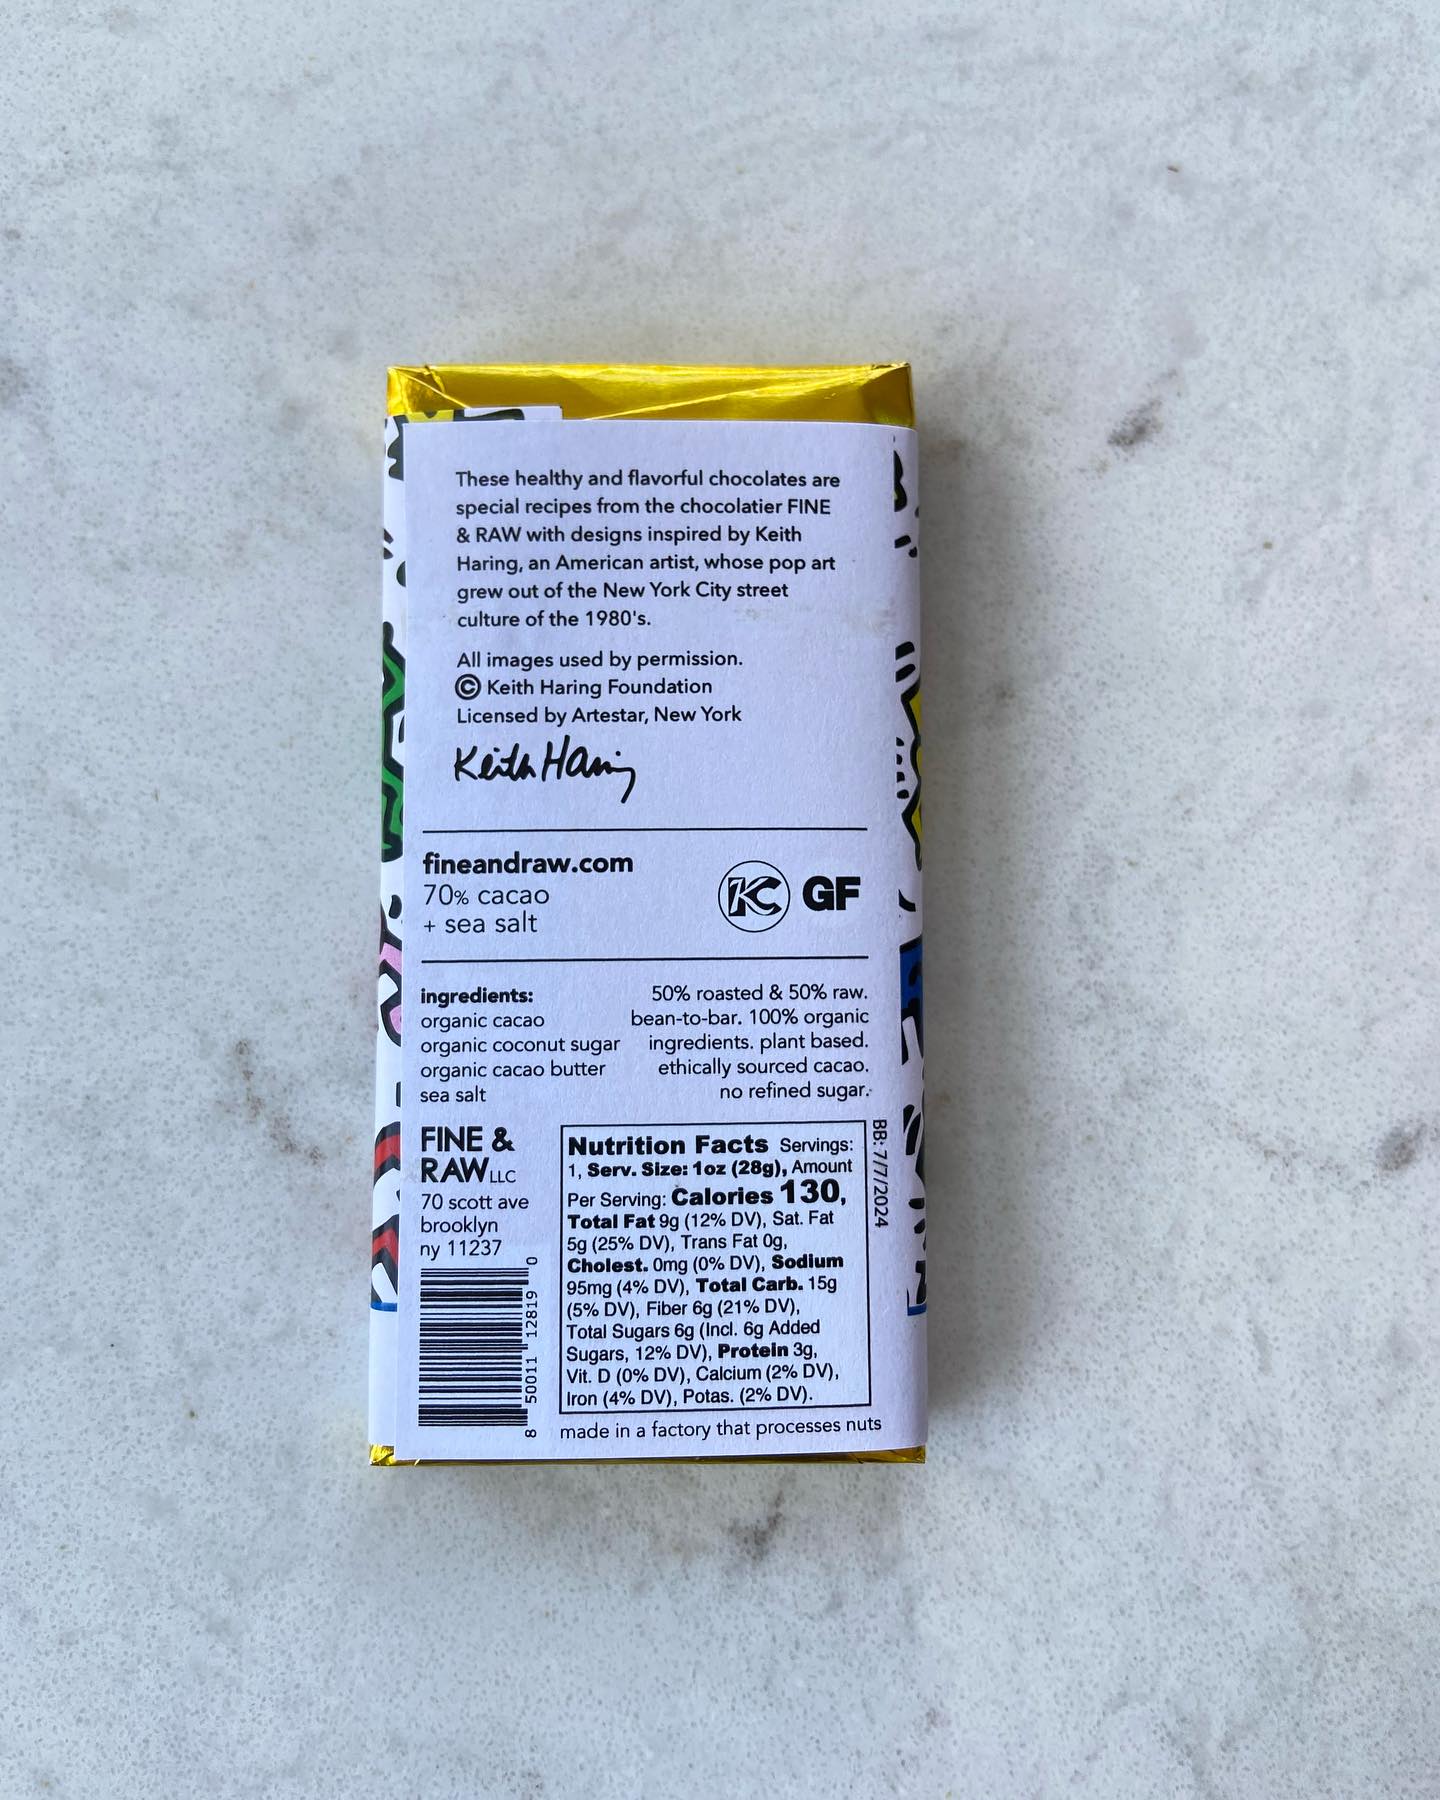 These healthy and flavorful chocolates are
special recipes from the chocolatier FINE
& RAW with designs inspired by Keith
Haring, an American artist, whose pop art
grew out of the New York City street
culture of the 1980's.
All images used by permission.
© Keith Haring Foundation
Licensed by Artestar, New York
Keith Haring
fineandraw.com
70% cacao
+ sea salt
KC GF
ingredients:
organic cacao
organic coconut sugar
organic cacao butter
sea salt
50% roasted & 50% raw.
bean-to-bar. 100% organic
ingredients. plant based.
ethically sourced cacao.
no refined sugar.
FINE &
RAW LLC
70 scott ave
brooklyn
ny 11237
8 50011 12819 0
Nutrition Facts Servings:
1, Serv. Size: 1oz (28g), Amount
Per Serving: Calories 130,
Total Fat 9g (12% DV), Sat. Fat
5g (25% DV), Trans Fat 0g,
Cholest. 0mg (0% DV), Sodium
95mg (4% DV), Total Carb. 15g
(5% DV), Fiber 6g (21% DV),
Total Sugars 6g (Incl. 6g Added
Sugars, 12% DV), Protein 3g,
Vit. D (0% DV), Calcium (2% DV),
Iron (4% DV), Potas. (2% DV).
BB: 7/7/2024
made in a factory that processes nuts